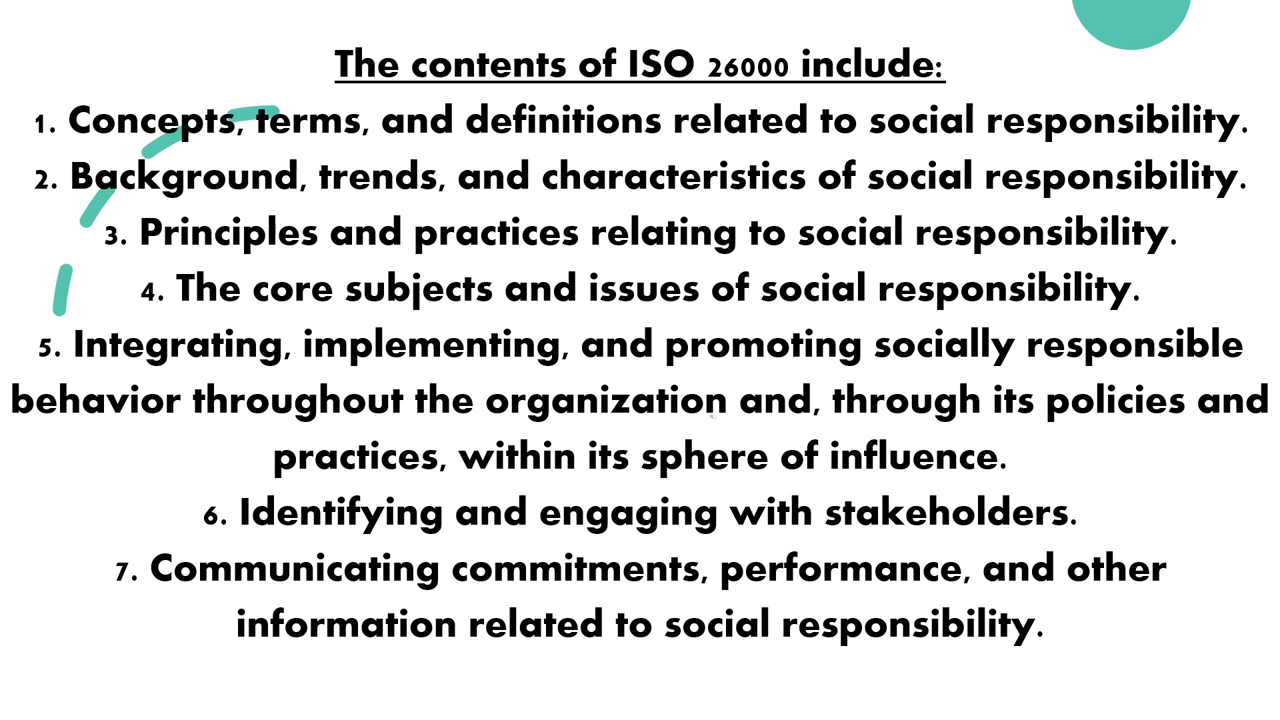 The contents of ISO 26000 include:
1. Concepts, terms, and definitions related to social responsibility.
2. Background, trends, and characteristics of social responsibility.
3. Principles and practices relating to social responsibility.
4. The core subjects and issues of social responsibility.
5. Integrating, implementing, and promoting socially responsible
behavior throughout the organization and, through its policies and
practices, within its sphere of influence.
6. Identifying and engaging with stakeholders.
7. Communicating commitments, performance, and other
information related to social responsibility.